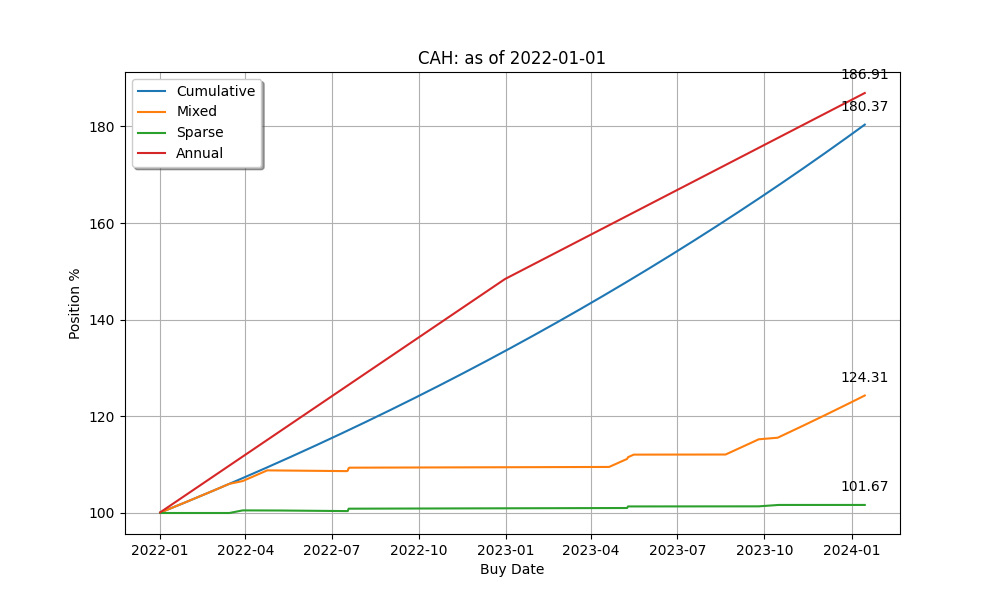 CAH: as of 2022-01-01
186.91
180.37
124.31
101.67
Cumulative
Mixed
Sparse
Annual
Position %
180
160
140
120
100
2022-01 2022-04 2022-07 2022-10 2023-01 2023-04 2023-07 2023-10 2024-01
Buy Date